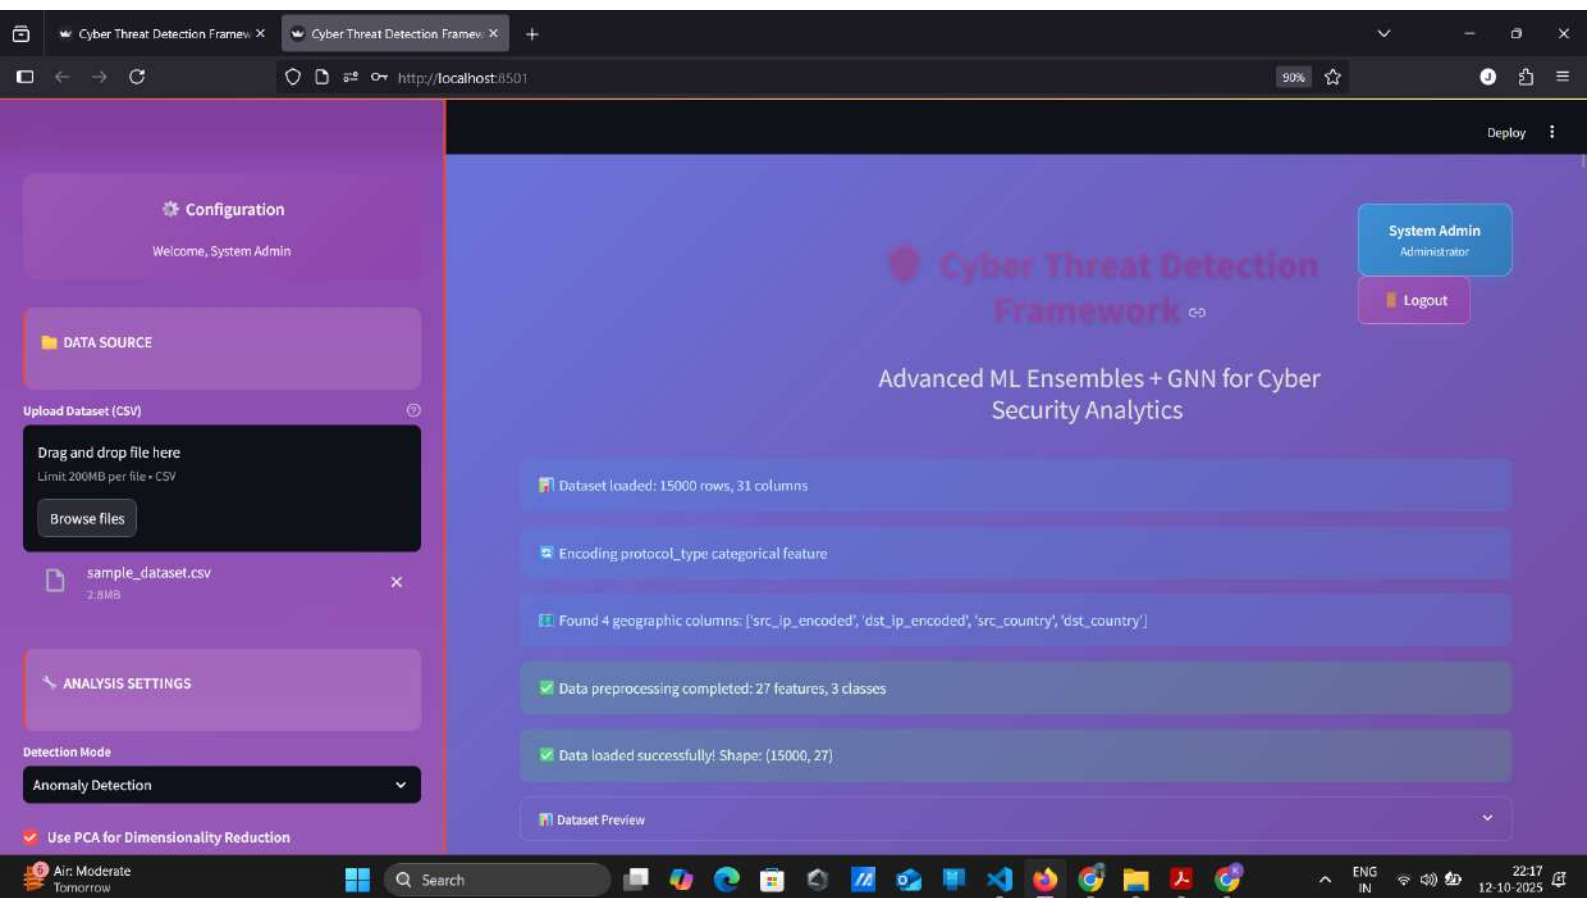 Cyber Threat Detection Framew
Cyber Threat Detection Framew
http://localhost:8501
90%
J
Deploy
Configuration
Welcome, System Admin
DATA SOURCE
Upload Dataset (CSV)
Drag and drop file here
Limit 200MB per file • CSV
Browse files
sample_dataset.csv
2.8MB
ANALYSIS SETTINGS
Detection Mode
Anomaly Detection
Use PCA for Dimensionality Reduction
System Admin
Administrator
Logout
Cyber Threat Detection
Framework
Advanced ML Ensembles + GNN for Cyber
Security Analytics
Dataset loaded: 15000 rows, 31 columns
Encoding protocol_type categorical feature
Found 4 geographic columns: ['src_ip_encoded', 'dst_ip_encoded', 'src_country', 'dst_country']
Data preprocessing completed: 27 features, 3 classes
Data loaded successfully! Shape: (15000, 27)
Dataset Preview
Air: Moderate
Tomorrow
Search
ENG
IN
22:17
12-10-2025